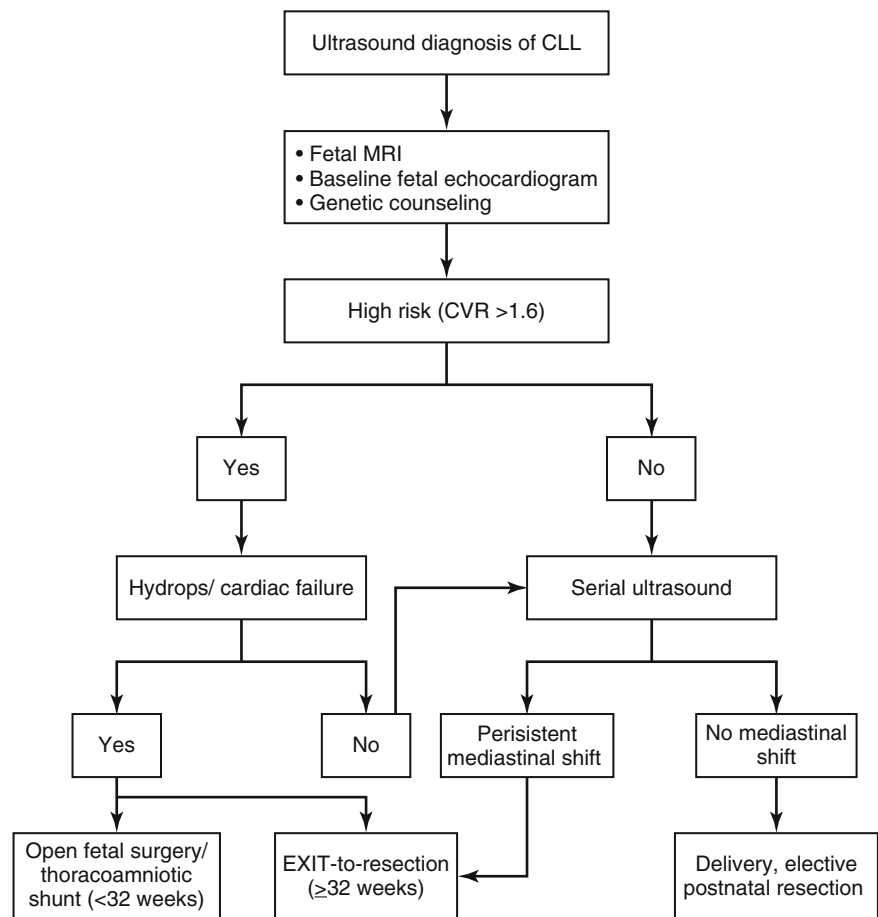 Ultrasound diagnosis of CLL
• Fetal MRI
• Baseline fetal echocardiogram
• Genetic counseling
High risk (CVR >1.6)
Yes
No
Hydrops/ cardiac failure
Serial ultrasound
Yes
No
Perisistent
mediastinal shift
No mediastinal
shift
Open fetal surgery/
thoracoamniotic
shunt (<32 weeks)
EXIT-to-resection
(≥32 weeks)
Delivery, elective
postnatal resection